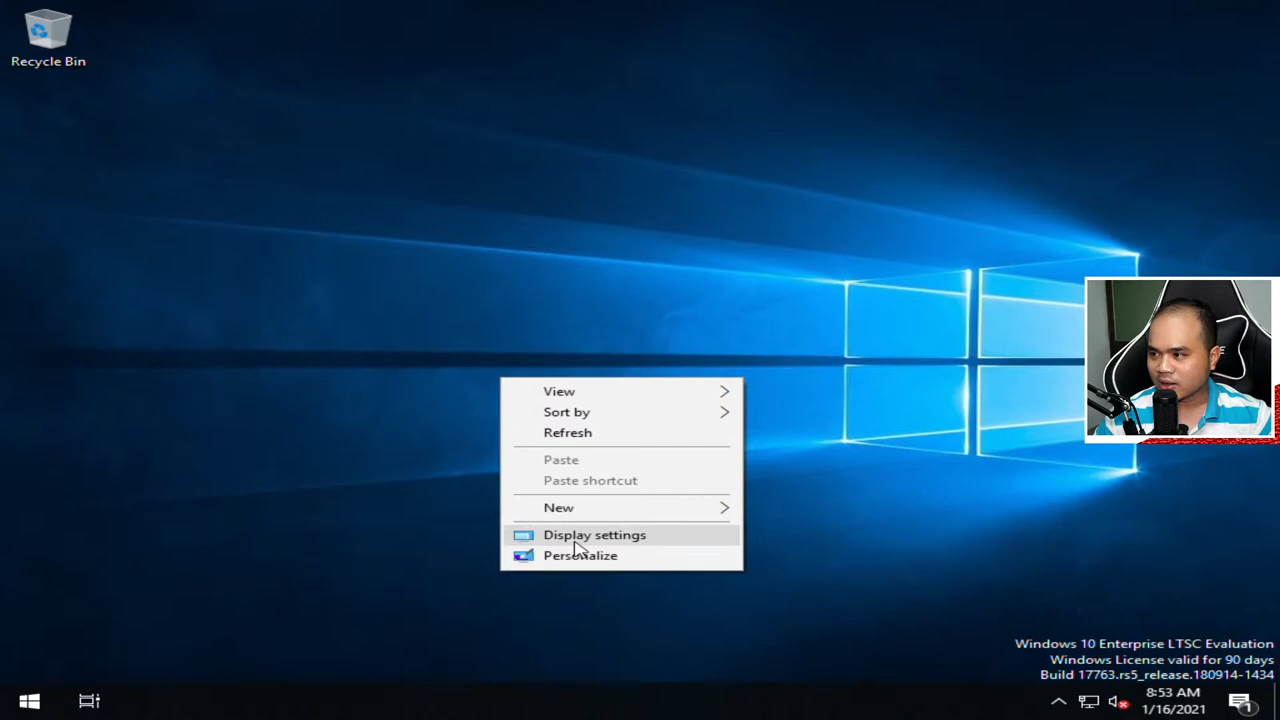 Recycle Bin
View
Sort by
Refresh
Paste
Paste shortcut
New
Display settings
Personalize
Windows 10 Enterprise LTSC Evaluation
Windows License valid for 90 days
Build 17763.rs5_release.180914-1434
8:53 AM
1/16/2021
1